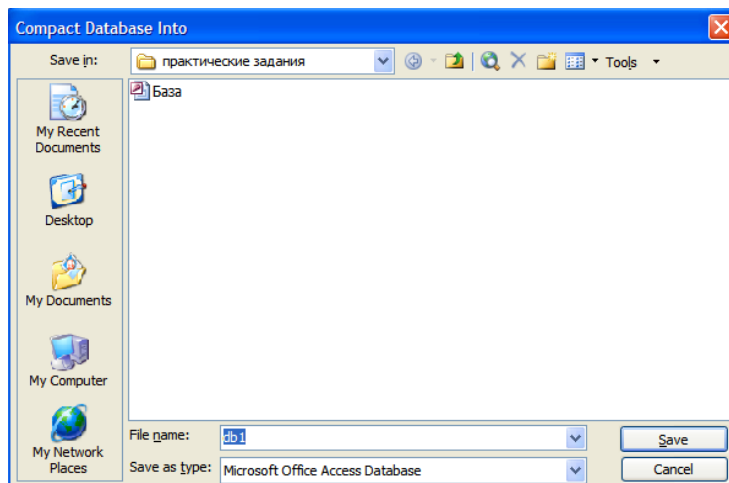 Compact Database Into
Save in:
практические задания
Tools
База
My Recent
Documents
Desktop
My Documents
My Computer
My Network
Places
File name:
db1
Save
Save as type:
Microsoft Office Access Database
Cancel